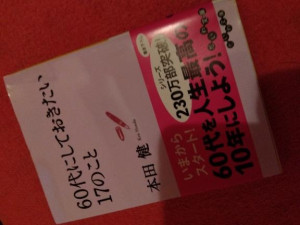 60代にしておきたい
17のこと
本田 健
Ken Honda
シリーズ
230万部突破!
いまから
スタート!
60代を人生最高の
10年にしよう!